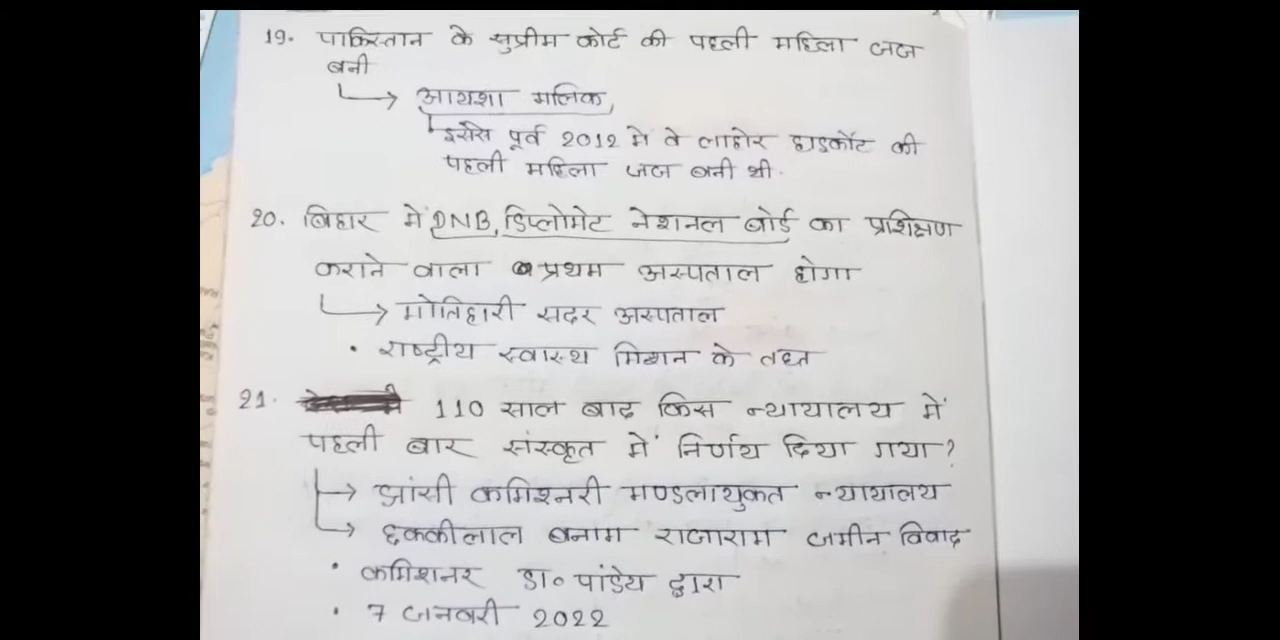 19. पाकिस्तान के सुप्रीम कोर्ट की पहली महिला जज
बनी
आयशा मलिक,
इससे पूर्व 2012 में वे लाहोर हाइकोंट की
पहली महिला जज बनी थी.
20. बिहार में DNB, डिप्लोमेट नेशनल बोर्ड का प्रशिक्षण
कराने वाला प्रथम अस्पताल होगा
मोतिहारी सदर अस्पताल
• राष्ट्रीय स्वास्थ मिशन के तहत
21. 110 साल बाद किस न्यायालय में
पहली बार संस्कृत में निर्णय दिया गया?
झांसी कमिश्नरी मण्डलायुक्त न्यायालय
छक्कीलाल बनाम राजाराम जमीन विवाद
• कमिशनर डा० पांडेय द्वारा
• 7 जनवरी 2022